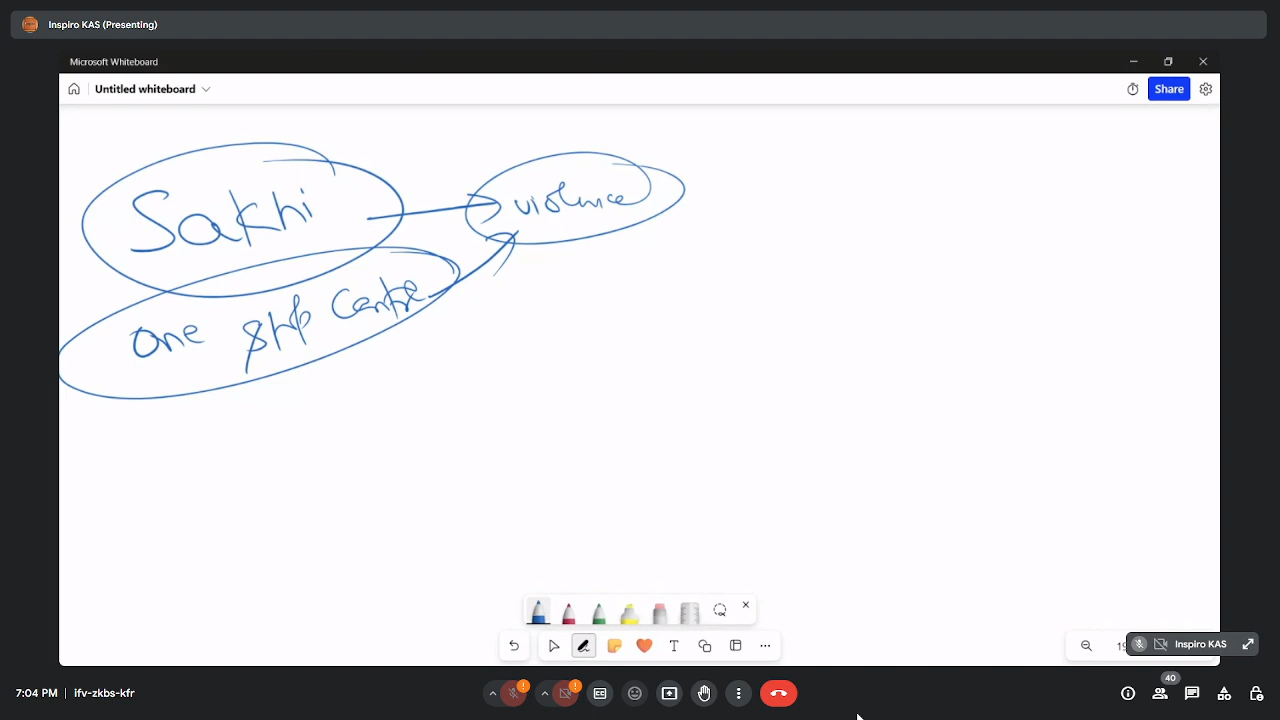 Inspiro KAS (Presenting)
Microsoft Whiteboard
Untitled whiteboard
Share
Sakhi
violence
one stop Centre
Inspiro KAS
40
7:04 PM | ifv-zkbs-kfr